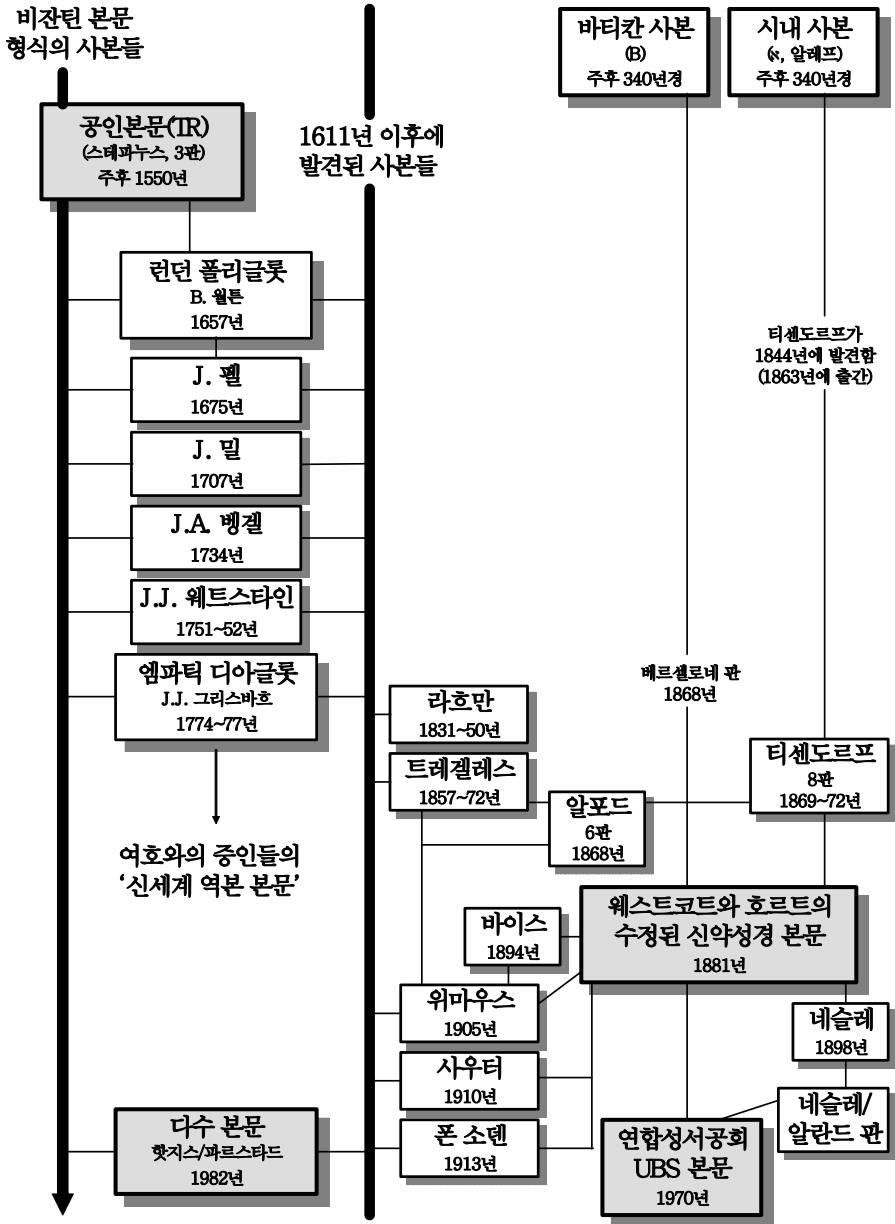 비잔틴 본문
형식의 사본들
공인본문(TR)
(스테파누스, 3판)
주후 1550년
1611년 이후에
발견된 사본들
바티칸 사본
(B)
주후 340년경
시내 사본
(א, 알레프)
주후 340년경
런던 폴리글롯
B. 월튼
1657년
J. 펠
1675년
J. 밀
1707년
J.A. 벵겔
1734년
J.J. 웨트스타인
1751~52년
엠파틱 디아글롯
J.J. 그리스바흐
1774~77년
여호와의 증인들의
‘신세계 역본 본문’
티센도르프가
1844년에 발견함
(1863년에 출간)
베르셀로네 판
1868년
라흐만
1831~50년
트레겔레스
1857~72년
알포드
6판
1868년
티센도르프
8판
1869~72년
웨스트코트와 호르트의
수정된 신약성경 본문
1881년
바이스
1894년
위마우스
1905년
네슬레
1898년
사우터
1910년
네슬레/
알란드 판
폰 소덴
1913년
연합성서공회
UBS 본문
1970년
다수 본문
핫지스/파르스타드
1982년